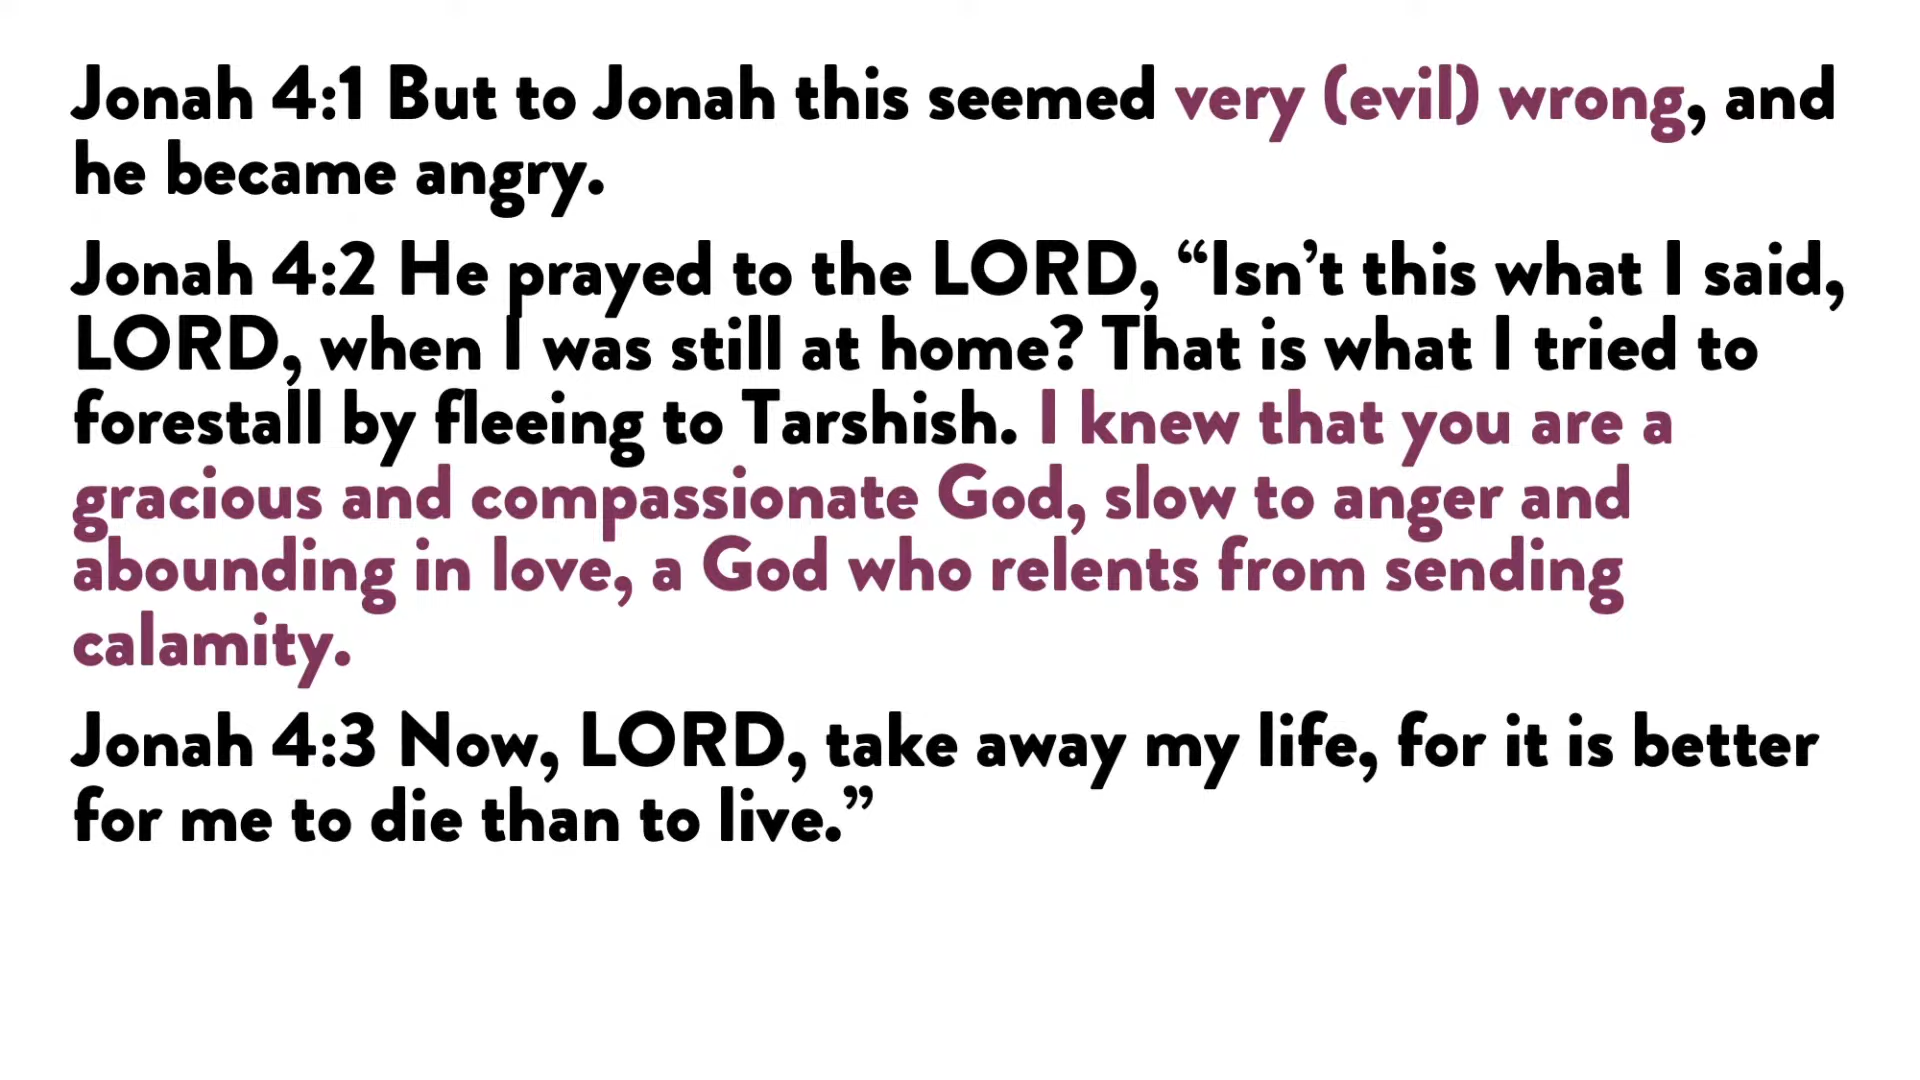 Jonah 4:1 But to Jonah this seemed very (evil) wrong, and
he became angry.
Jonah 4:2 He prayed to the LORD, “Isn’t this what I said,
LORD, when I was still at home? That is what I tried to
forestall by fleeing to Tarshish. I knew that you are a
gracious and compassionate God, slow to anger and
abounding in love, a God who relents from sending
calamity.
Jonah 4:3 Now, LORD, take away my life, for it is better
for me to die than to live.”